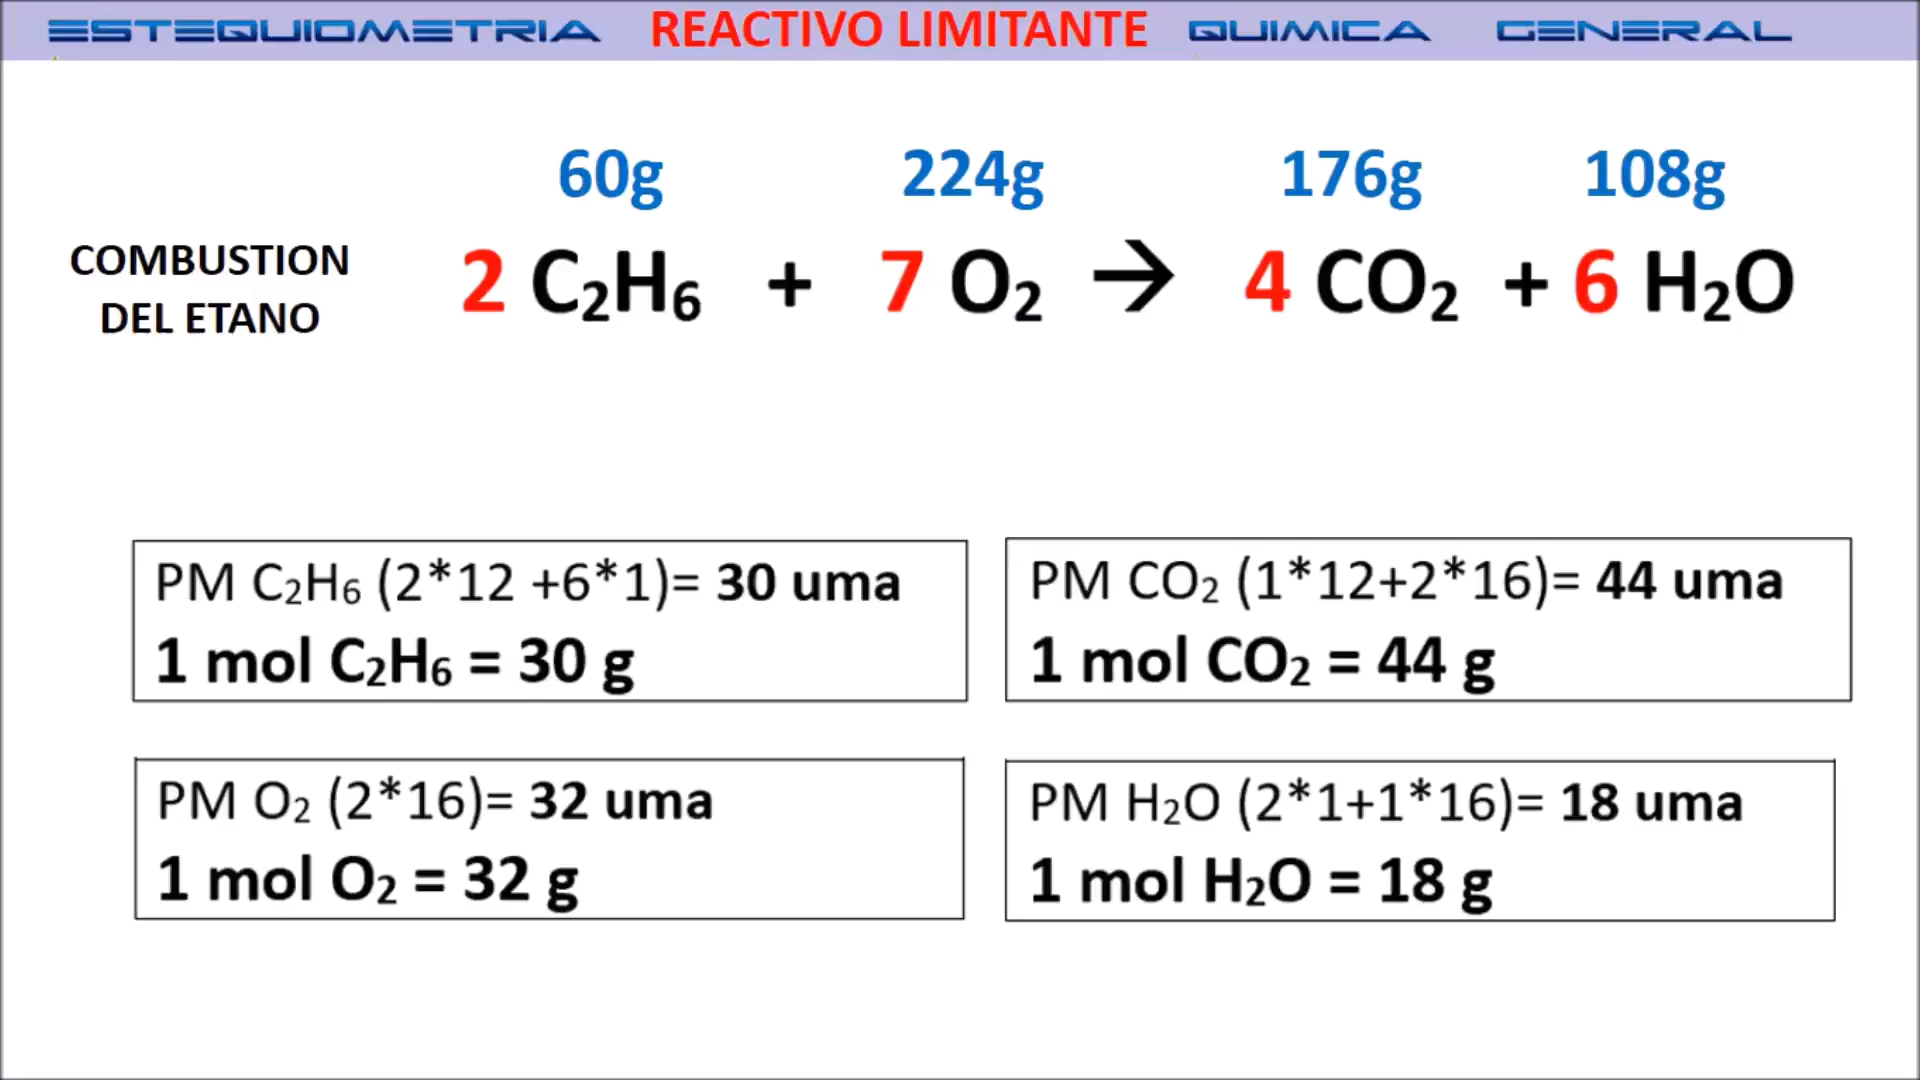 ESTEQUIOMETRIA REACTIVO LIMITANTE QUIMICA GENERAL
60g 224g 176g 108g
COMBUSTION
DEL ETANO
2 C₂H₆ + 7 O₂ → 4 CO₂ + 6 H₂O
PM C₂H₆ (2*12 +6*1)= 30 uma
1 mol C₂H₆ = 30 g
PM CO₂ (1*12+2*16)= 44 uma
1 mol CO₂ = 44 g
PM O₂ (2*16)= 32 uma
1 mol O₂ = 32 g
PM H₂O (2*1+1*16)= 18 uma
1 mol H₂O = 18 g